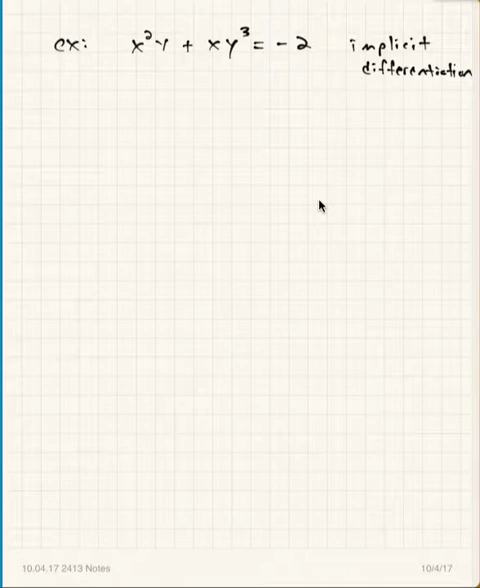 ex: x²y + xy³ = -2 implicit
differentiation
10.04.17 2413 Notes 10/4/17